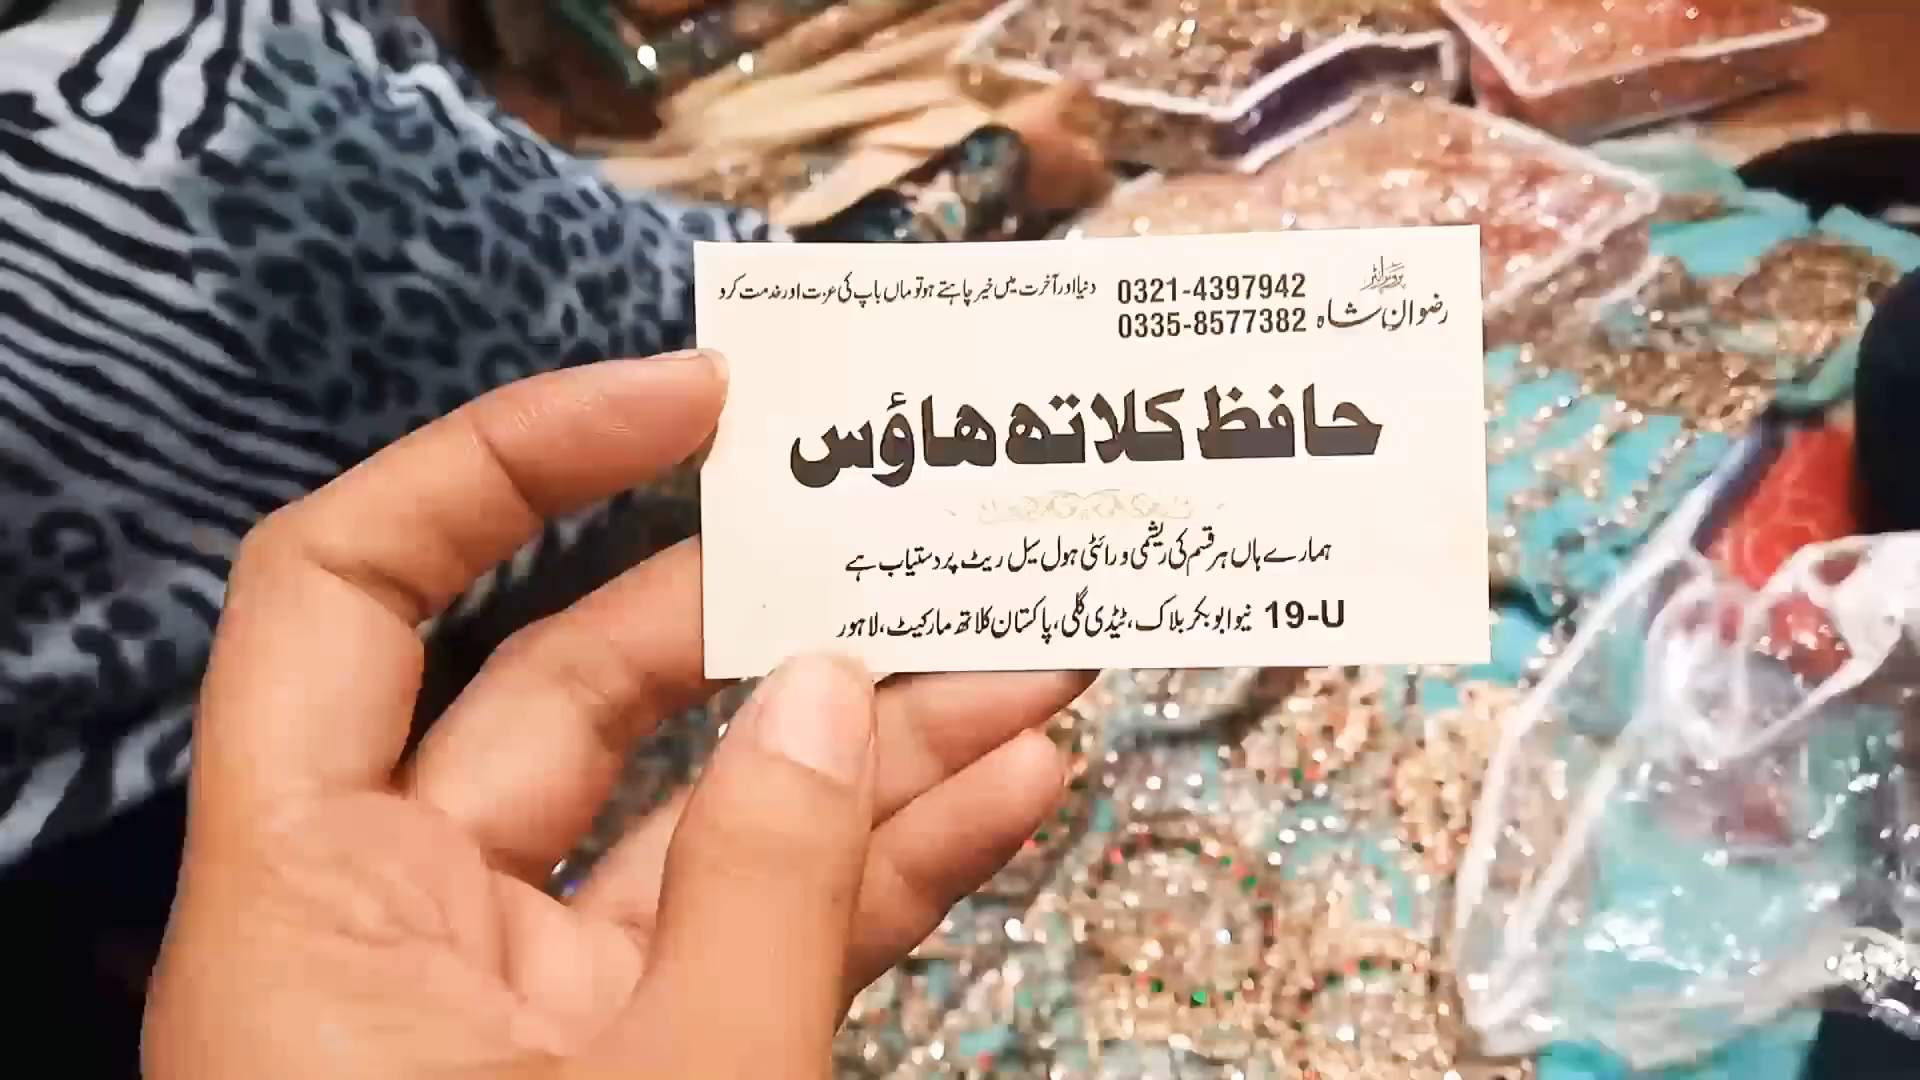 پروپرائٹر
رضوان شاہ
0321-4397942
0335-8577382
دنیا اور آخرت میں خیر چاہتے ہو تو ماں باپ کی عزت اور خدمت کرو
حافظ کلاتھ ھاؤس
ہمارے ہاں ہر قسم کی ریشمی ورائٹی ہول سیل ریٹ پر دستیاب ہے
19-U نیو ابوبکر بلاک، ٹیڈی گلی، پاکستان کلاتھ مارکیٹ، لاہور